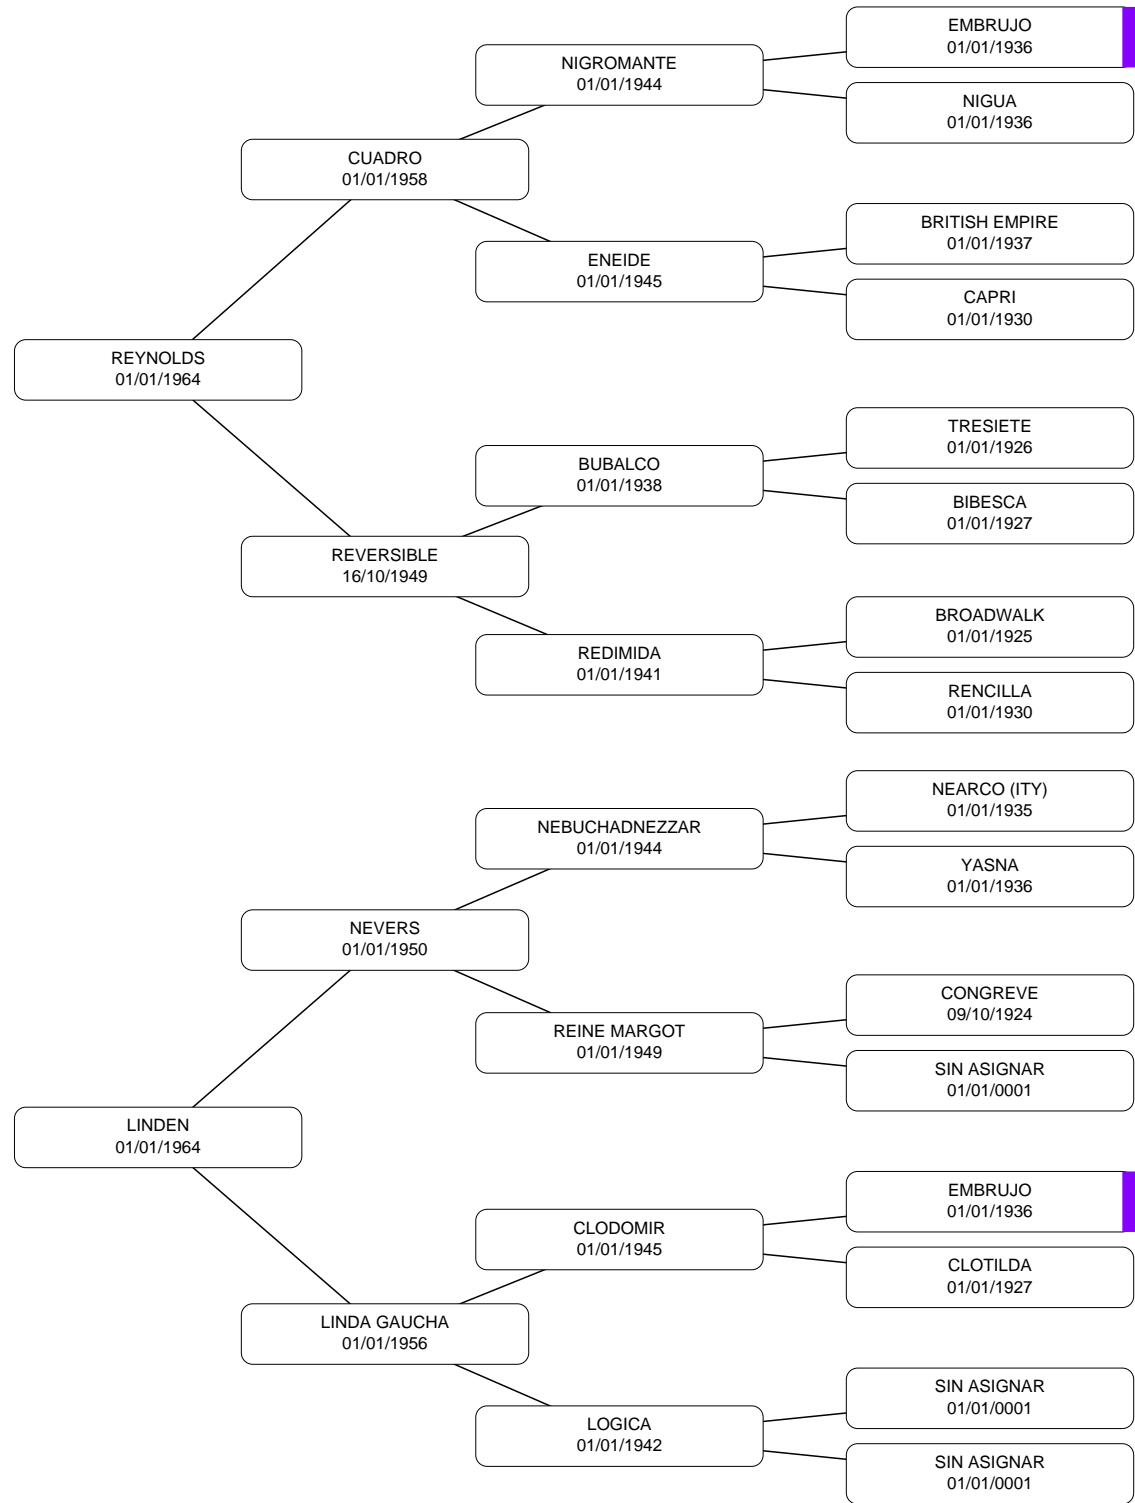 EMBRUJO
01/01/1936
NIGROMANTE
01/01/1944
NIGUA
01/01/1936
CUADRO
01/01/1958
BRITISH EMPIRE
01/01/1937
ENEIDE
01/01/1945
CAPRI
01/01/1930
REYNOLDS
01/01/1964
TRESIETE
01/01/1926
BUBALCO
01/01/1938
BIBESCA
01/01/1927
REVERSIBLE
16/10/1949
BROADWALK
01/01/1925
REDIMIDA
01/01/1941
RENCILLA
01/01/1930
NEARCO (ITY)
01/01/1935
NEBUCHADNEZZAR
01/01/1944
YASNA
01/01/1936
NEVERS
01/01/1950
CONGREVE
09/10/1924
REINE MARGOT
01/01/1949
SIN ASIGNAR
01/01/0001
LINDEN
01/01/1964
EMBRUJO
01/01/1936
CLODOMIR
01/01/1945
CLOTILDA
01/01/1927
LINDA GAUCHA
01/01/1956
SIN ASIGNAR
01/01/0001
LOGICA
01/01/1942
SIN ASIGNAR
01/01/0001